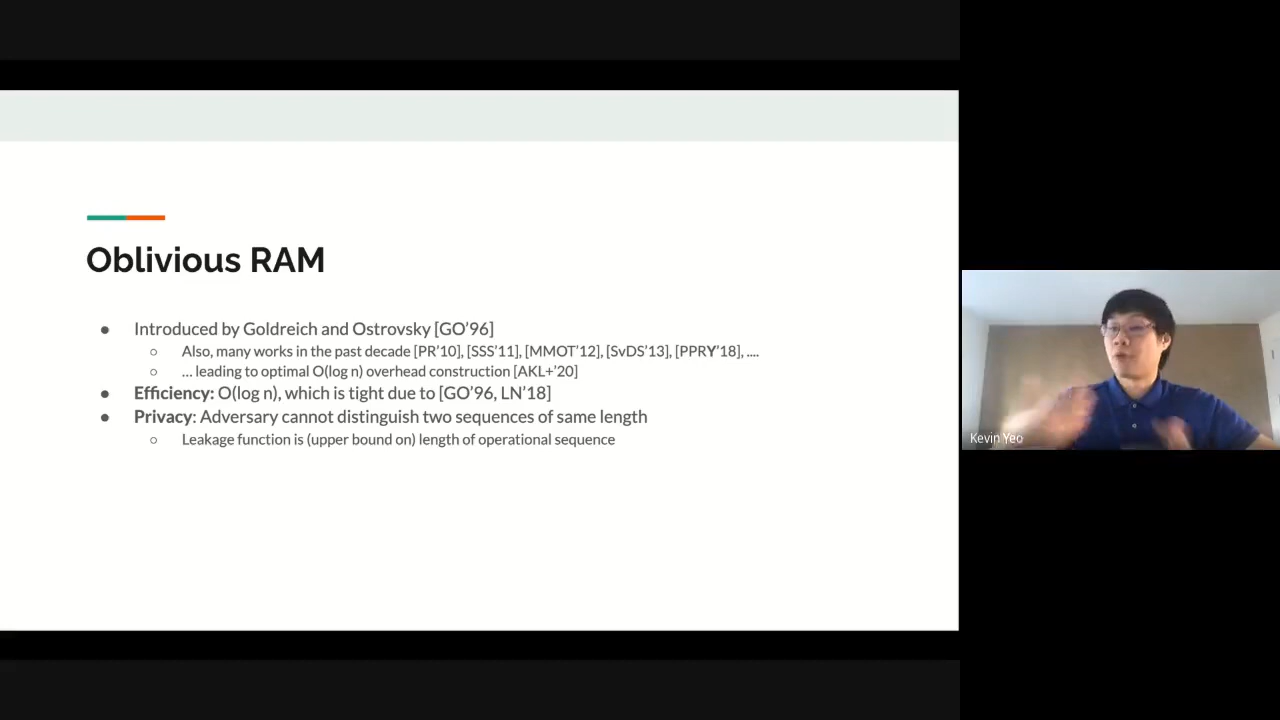 Oblivious RAM
● Introduced by Goldreich and Ostrovsky [GO'96]
○ Also, many works in the past decade [PR'10], [SSS'11], [MMOT'12], [SvDS'13], [PPRY'18], ....
○ ... leading to optimal O(log n) overhead construction [AKL+'20]
● Efficiency: O(log n), which is tight due to [GO'96, LN'18]
● Privacy: Adversary cannot distinguish two sequences of same length
○ Leakage function is (upper bound on) length of operational sequence
Kevin Yeo